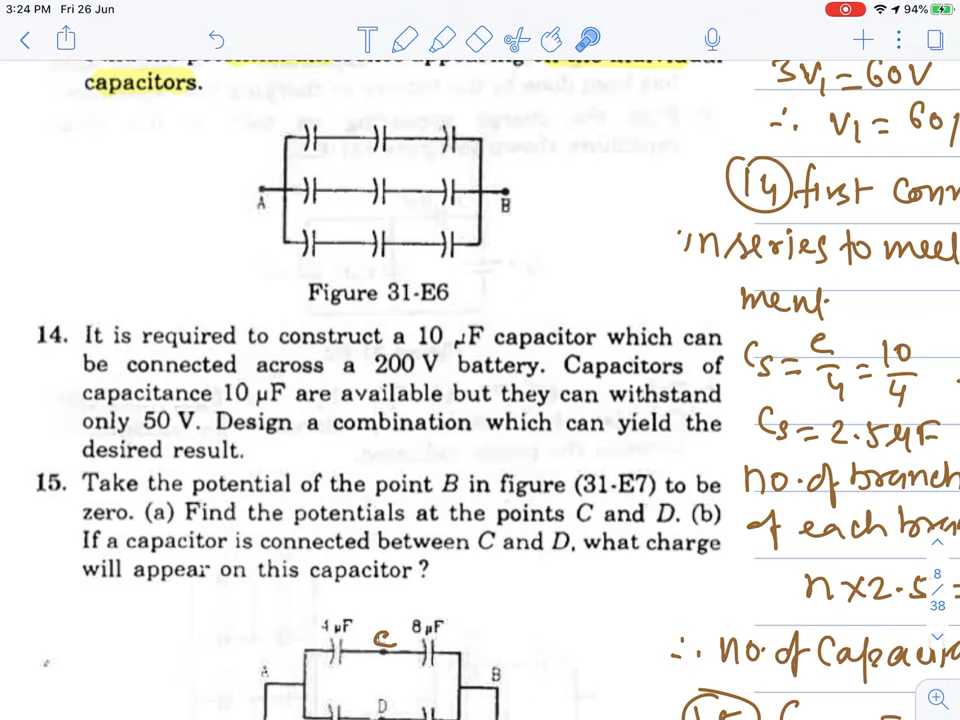 3:24 PM Fri 26 Jun
94%
capacitors.
A
B
Figure 31-E6
14. It is required to construct a 10 μF capacitor which can
be connected across a 200 V battery. Capacitors of
capacitance 10 μF are available but they can withstand
only 50 V. Design a combination which can yield the
desired result.
15. Take the potential of the point B in figure (31-E7) to be
zero. (a) Find the potentials at the points C and D. (b)
If a capacitor is connected between C and D, what charge
will appear on this capacitor ?
4 μF
C
8 μF
A
B
D
3V₁ = 60V
∴ V₁ = 60/
(14) first conn
in series to meet
ment.
Cs = c/4 = 10/4
Cs = 2.5μF
no. of branch
of each bran
n×2.5 =
∴ no. of Capaci
8
/
38